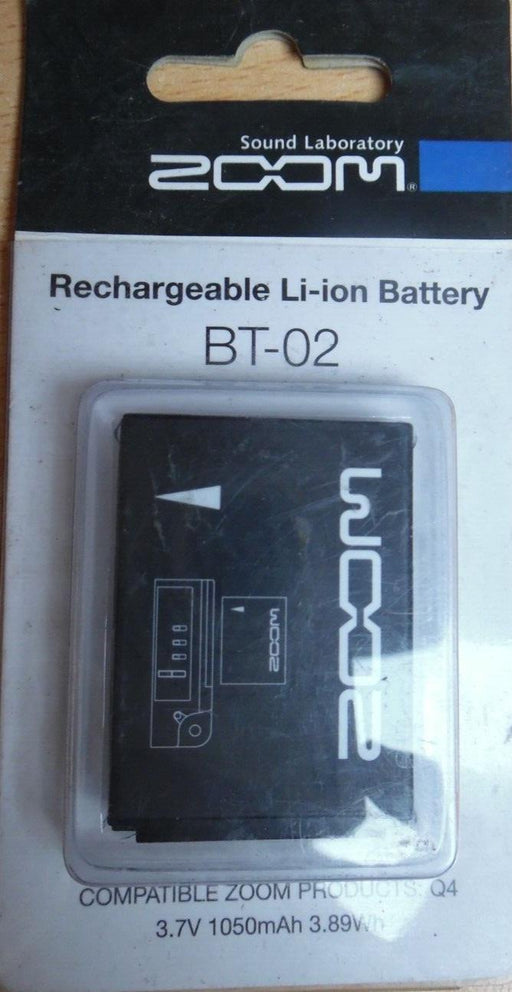 Sound Laboratory
ZOOM®
Rechargeable Li-ion Battery
BT-02
ZOOM
ZOOM
COMPATIBLE ZOOM PRODUCTS: Q4
3.7V 1050mAh 3.89Wh